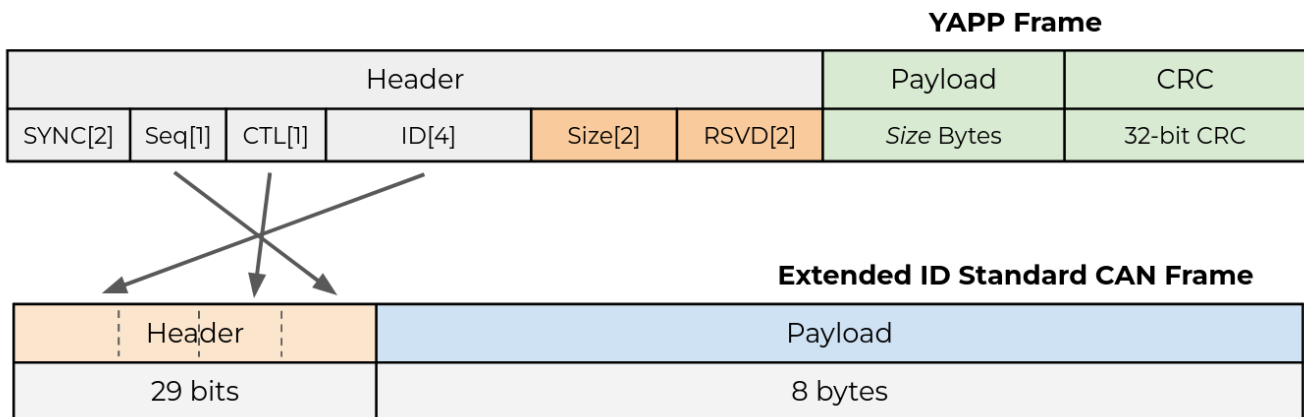 YAPP Frame
Header Payload CRC
SYNC[2] Seq[1] CTL[1] ID[4] Size[2] RSVD[2] Size Bytes 32-bit CRC
Extended ID Standard CAN Frame
Header Payload
29 bits 8 bytes